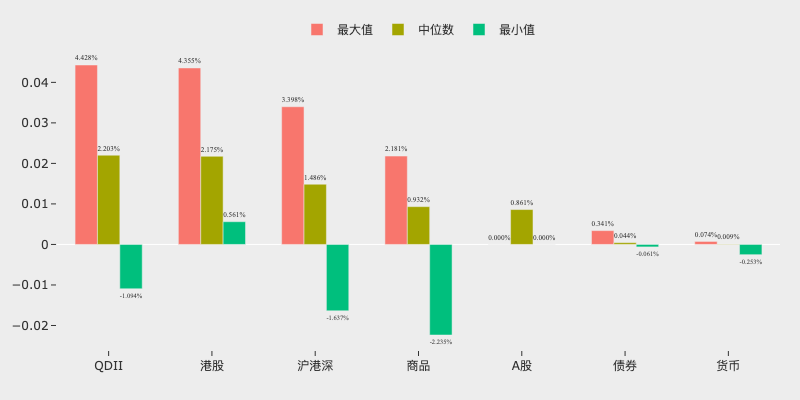 最大值 中位数 最小值
4.428% 2.203% -1.094%
4.355% 2.175% 0.561%
3.398% 1.486% -1.637%
2.181% 0.932% -2.235%
0.000% 0.861% 0.000%
0.341% 0.044% -0.061%
0.074% 0.009% -0.253%
0.04
0.03
0.02
0.01
0
−0.01
−0.02
QDII 港股 沪港深 商品 A股 债券 货币